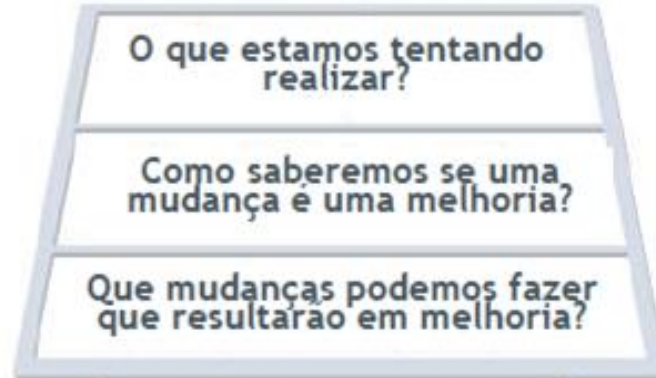 O que estamos tentando
realizar?
Como saberemos se uma
mudança é uma melhoria?
Que mudanças podemos fazer
que resultarão em melhoria?